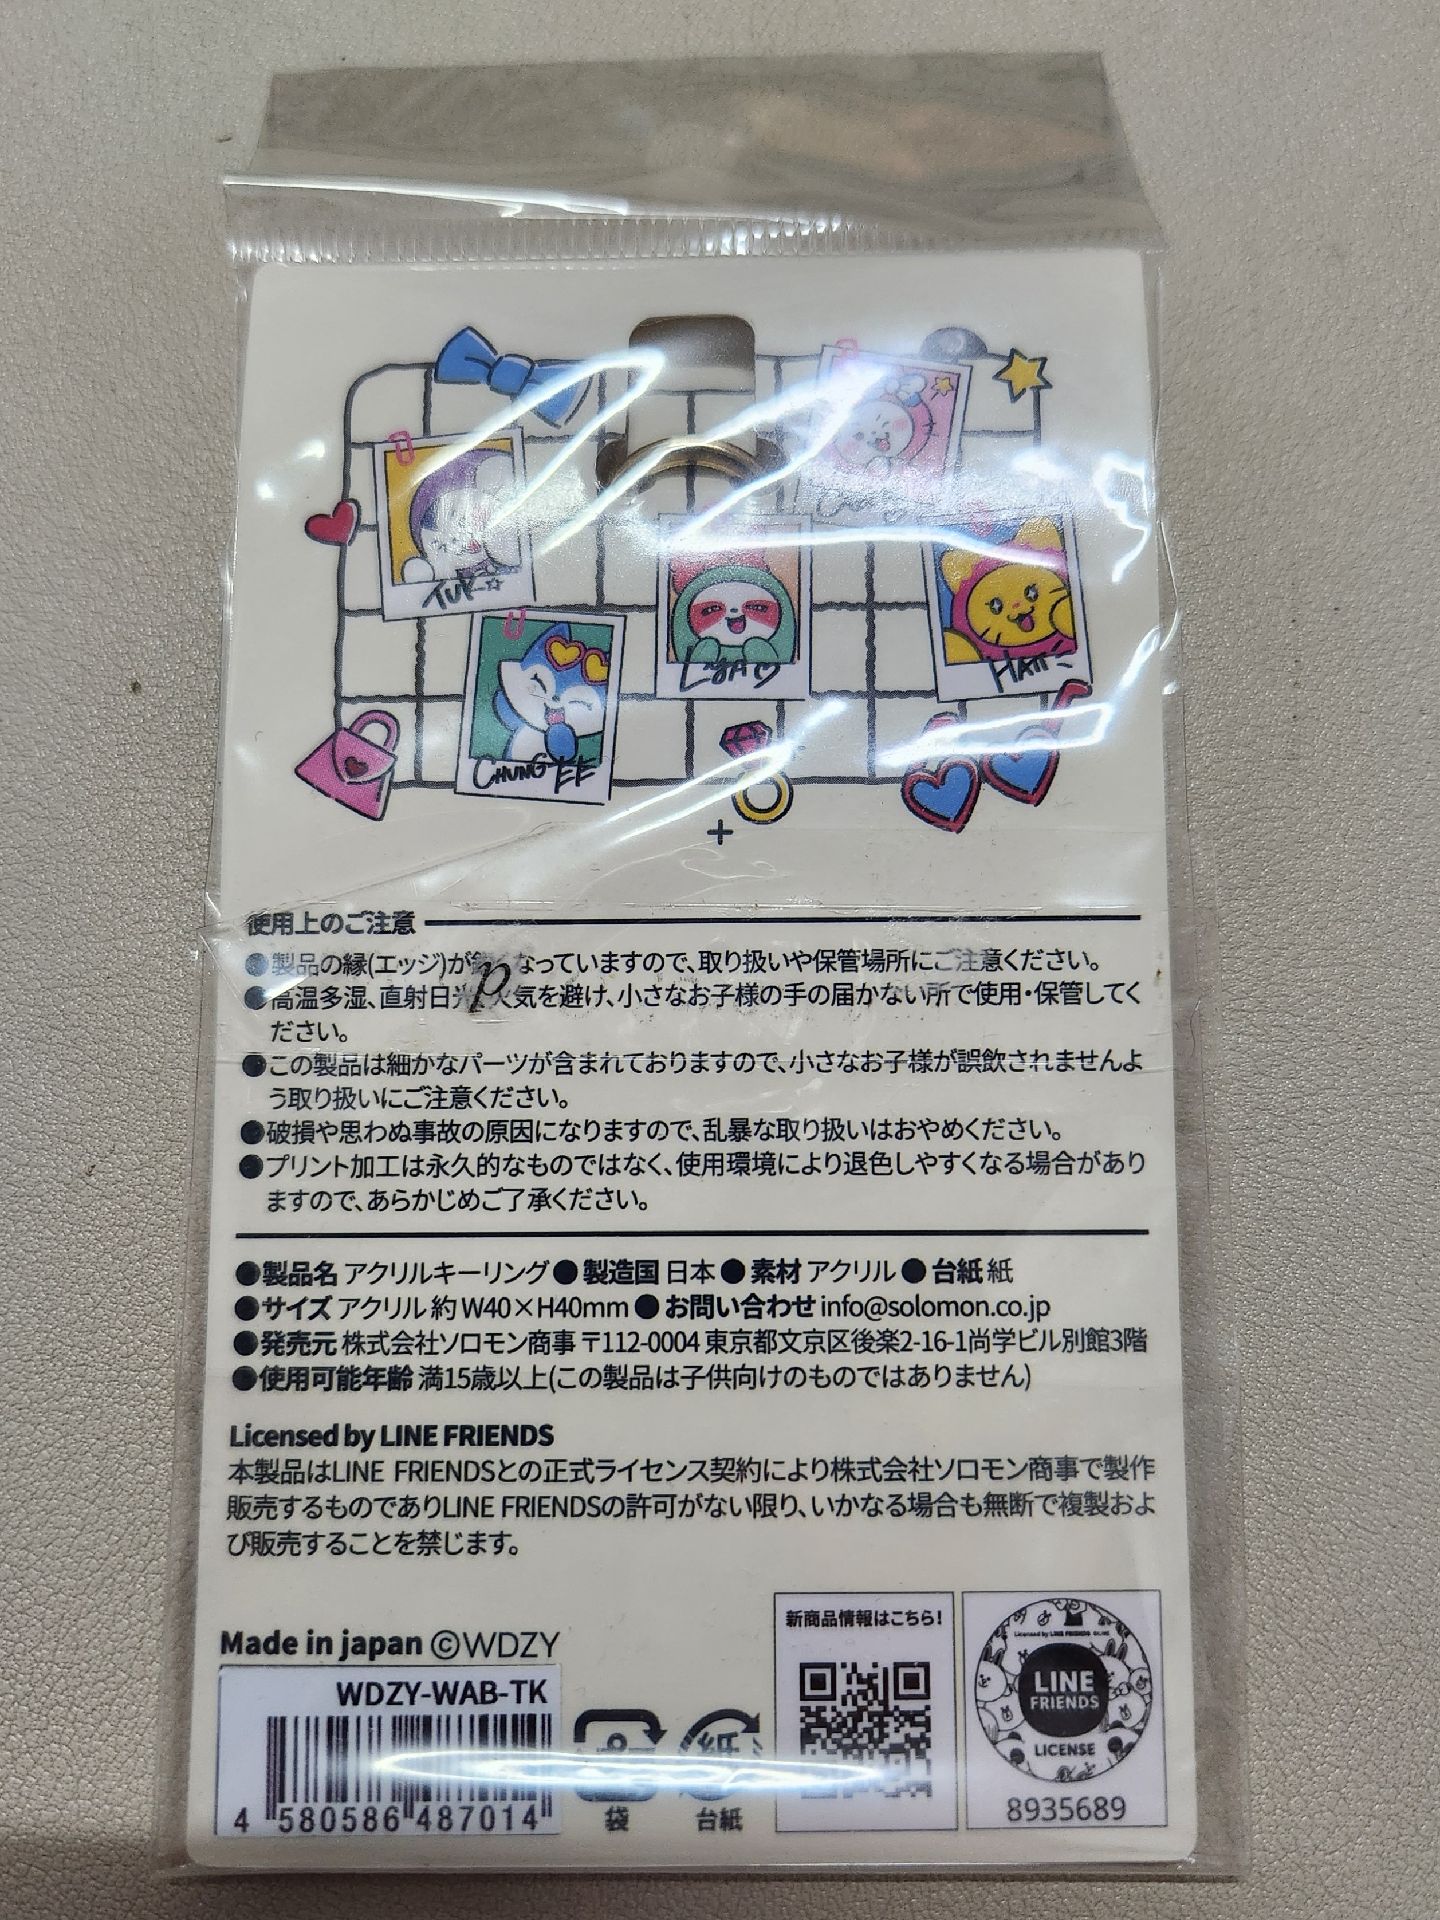 TUK☆
LyA♡
HAII
CHUNGEE
使用上のご注意
●製品の縁(エッジ)が なっていますので、取り扱いや保管場所にご注意ください。
p
●高温多湿、直射日光、火気を避け、小さなお子様の手の届かない所で使用・保管してく
ださい。
●この製品は細かなパーツが含まれておりますので、小さなお子様が誤飲されませんよ
う取り扱いにご注意ください。
●破損や思わぬ事故の原因になりますので、乱暴な取り扱いはおやめください。
●プリント加工は永久的なものではなく、使用環境により退色しやすくなる場合があり
ますので、あらかじめご了承ください。
●製品名 アクリルキーリング●製造国 日本●素材 アクリル●台紙 紙
●サイズ アクリル 約 W40×H40mm●お問い合わせ info@solomon.co.jp
●発売元 株式会社ソロモン商事 〒112-0004 東京都文京区後楽2-16-1尚学ビル別館3階
●使用可能年齢 満15歳以上(この製品は子供向けのものではありません)
Licensed by LINE FRIENDS
本製品はLINE FRIENDSとの正式ライセンス契約により株式会社ソロモン商事で製作
販売するものでありLINE FRIENDSの許可がない限り、いかなる場合も無断で複製およ
び販売することを禁じます。
Made in japan ©WDZY
WDZY-WAB-TK
4 580586 487014
袋
紙
台紙
新商品情報はこちら!
Licensed by LINE FRIENDS
LINE
FRIENDS
LICENSE
8935689